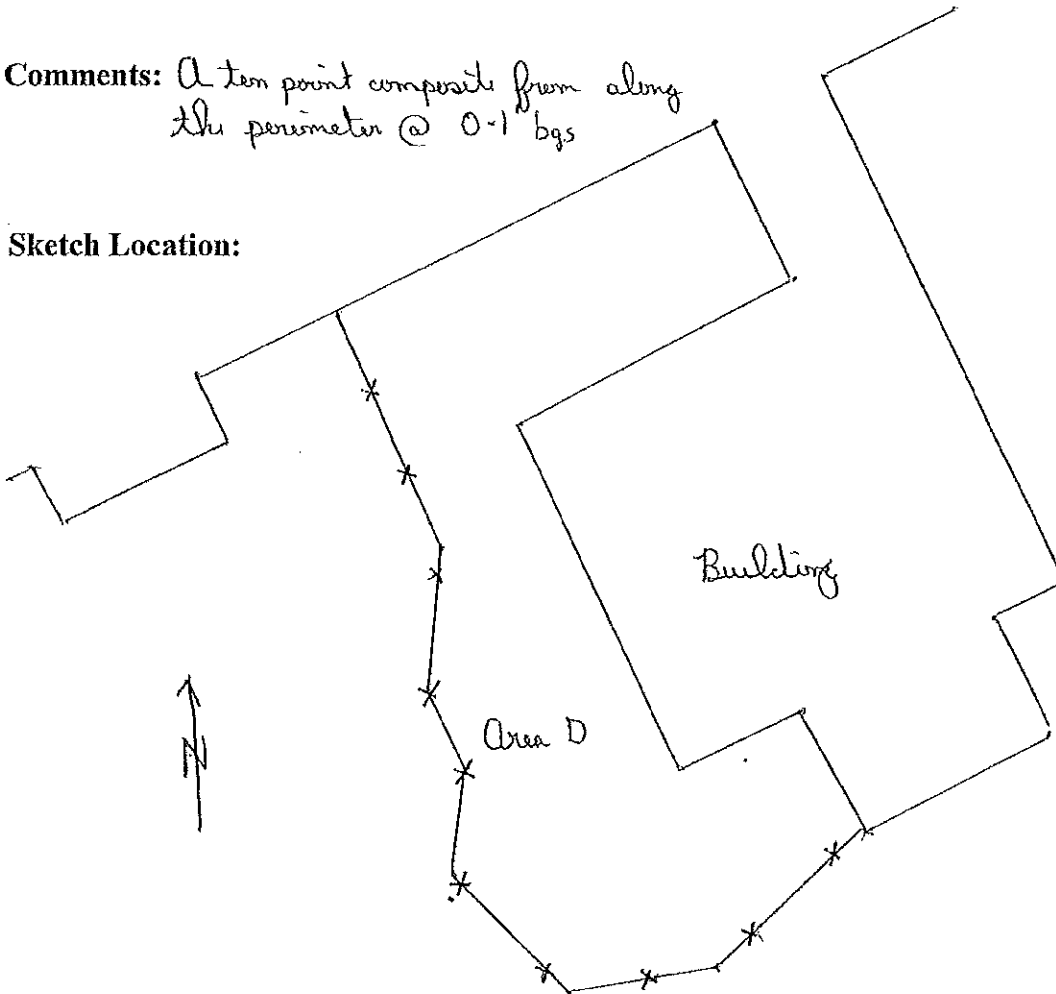 Comments: A ten point composite from along
the perimeter @ 0-1' bgs
Sketch Location:
Building
Area D
N